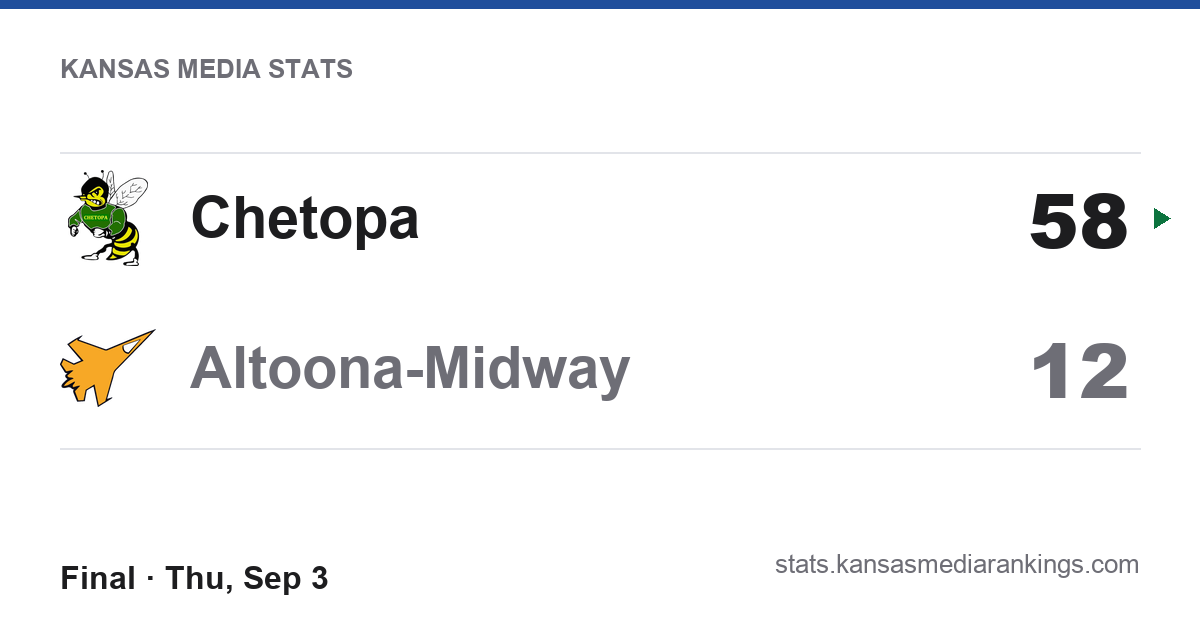 KANSAS MEDIA STATS
CHETOPA
Chetopa 58
Altoona-Midway 12
Final · Thu, Sep 3
stats.kansasmediarankings.com